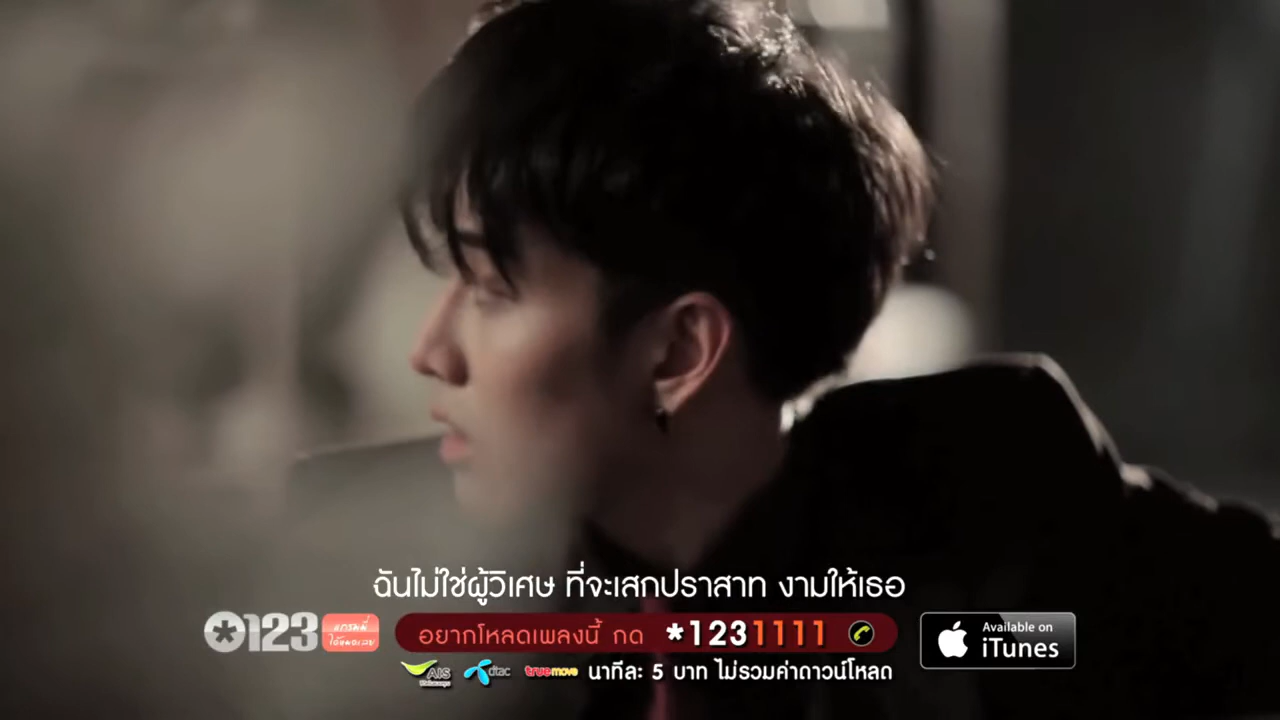 ฉันไม่ใช่ผู้วิเศษ ที่จะเสกปราสาท งามให้เธอ
*123 แกรมมี่ ได้หมดเลย อยากโหลดเพลงนี้ กด *1231111 Available on iTunes
AIS dtac truemove นาทีละ 5 บาท ไม่รวมค่าดาวน์โหลด